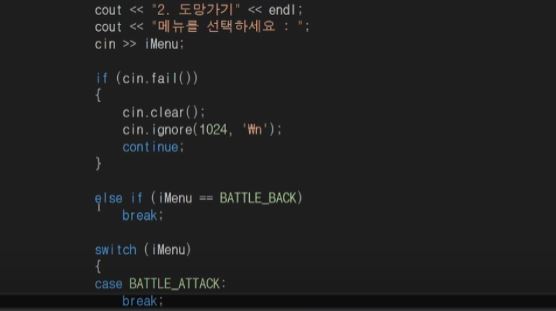 cout << "2. 도망가기" << endl;
cout << "메뉴를 선택하세요 : ";
cin >> iMenu;
if (cin.fail())
{
cin.clear();
cin.ignore(1024, '₩n');
continue;
}
else if (iMenu == BATTLE_BACK)
break;
switch (iMenu)
{
case BATTLE_ATTACK:
break;